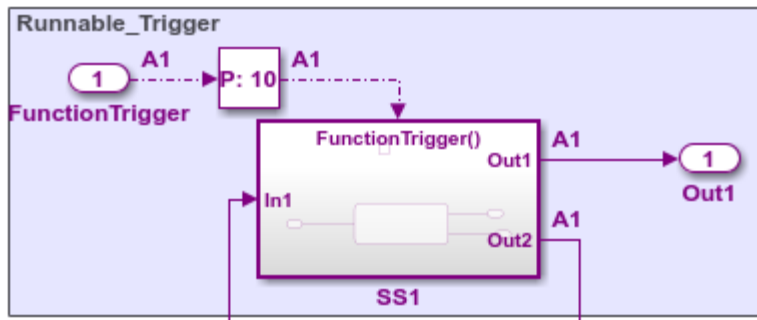 Runnable_Trigger
A1
A1
1
P: 10
FunctionTrigger
FunctionTrigger()
A1
Out1
1
Out1
In1
A1
Out2
SS1